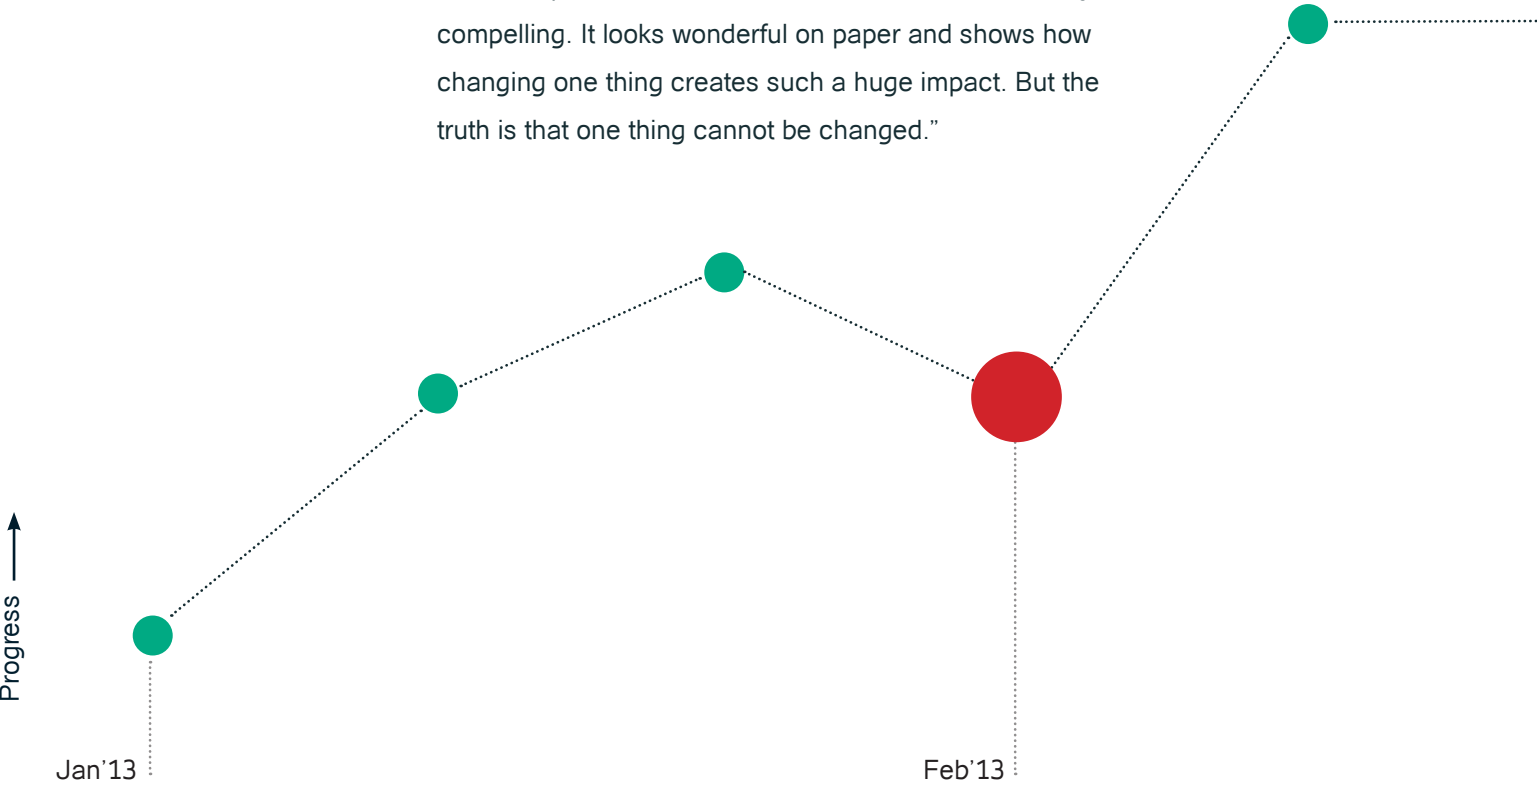 compelling. It looks wonderful on paper and shows how
changing one thing creates such a huge impact. But the
truth is that one thing cannot be changed.”
Progress
Jan’13
Feb’13